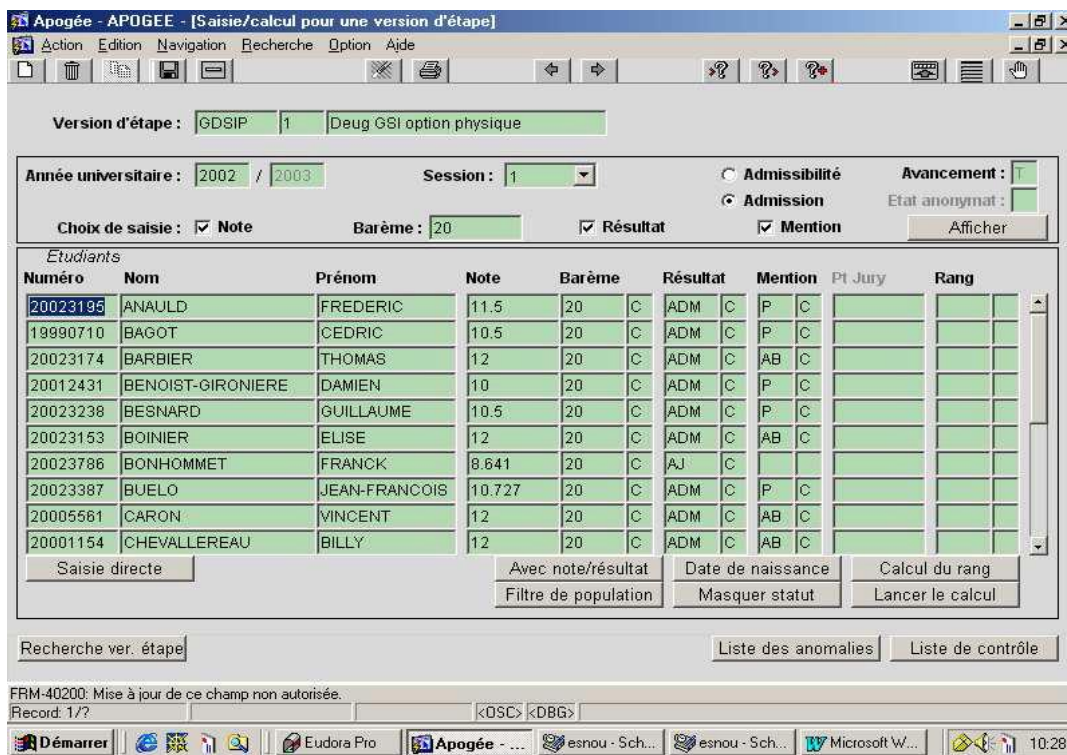 Apogée - APOGEE - [Saisie/calcul pour une version d'étape]
Action Edition Navigation Recherche Option Aide
Version d'étape : GDSIP 1 Deug GSI option physique
Année universitaire : 2002 / 2003 Session : 1 Admissibilité Avancement : T
Admission Etat anonymat :
Choix de saisie : Note Barème : 20 Résultat Mention Afficher
Etudiants
Numéro Nom Prénom Note Barème Résultat Mention Pt Jury Rang
20023195 ANAULD FREDERIC 11.5 20 C ADM C P C
19990710 BAGOT CEDRIC 10.5 20 C ADM C P C
20023174 BARBIER THOMAS 12 20 C ADM C AB C
20012431 BENOIST-GIRONIERE DAMIEN 10 20 C ADM C P C
20023238 BESNARD GUILLAUME 10.5 20 C ADM C P C
20023153 BOINIER ELISE 12 20 C ADM C AB C
20023786 BONHOMMET FRANCK 8.641 20 C AJ C
20023387 BUELO JEAN-FRANCOIS 10.727 20 C ADM C P C
20005561 CARON VINCENT 12 20 C ADM C AB C
20001154 CHEVALLEREAU BILLY 12 20 C ADM C AB C
Saisie directe Avec note/résultat Date de naissance Calcul du rang
Filtre de population Masquer statut Lancer le calcul
Recherche ver. étape Liste des anomalies Liste de contrôle
FRM-40200: Mise à jour de ce champ non autorisée.
Record: 1/? <OSC> <DBG>
Démarrer Eudora Pro Apogée - ... esnou - Sch... esnou - Sch... Microsoft W... 10:28